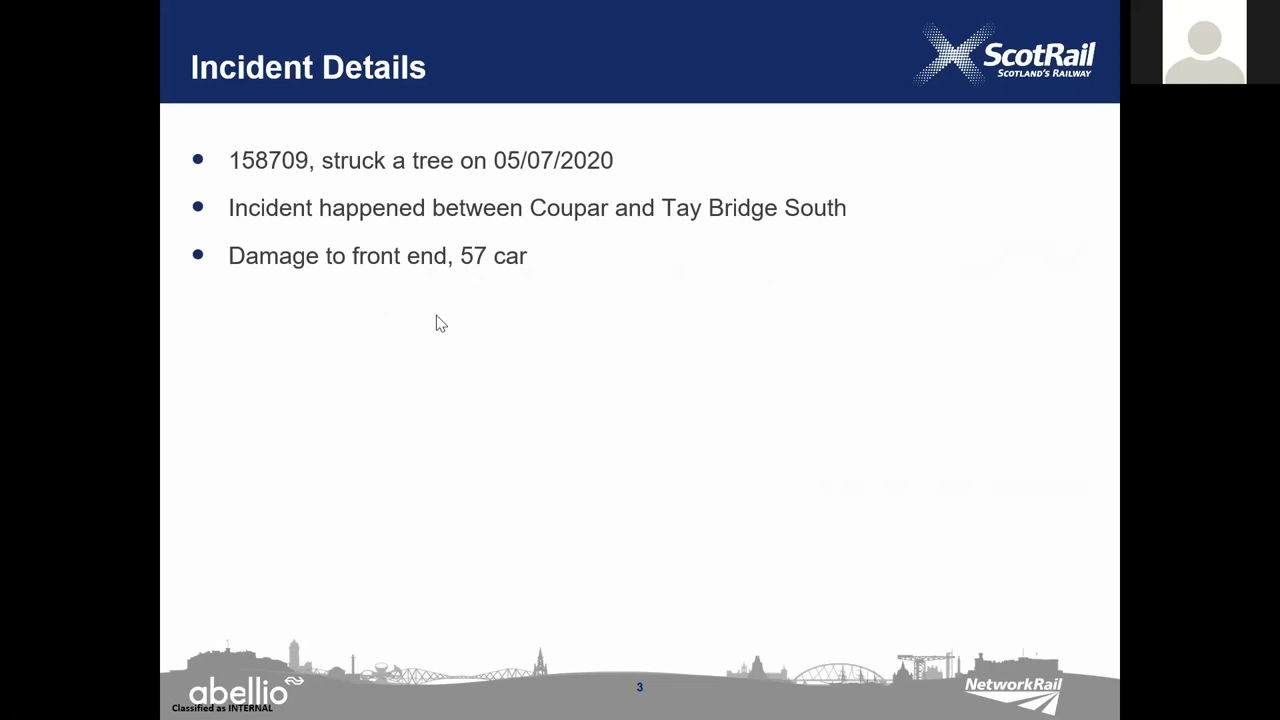 Incident Details
ScotRail
SCOTLAND'S RAILWAY
158709, struck a tree on 05/07/2020
Incident happened between Coupar and Tay Bridge South
Damage to front end, 57 car
abellio
3
NetworkRail
Classified as INTERNAL